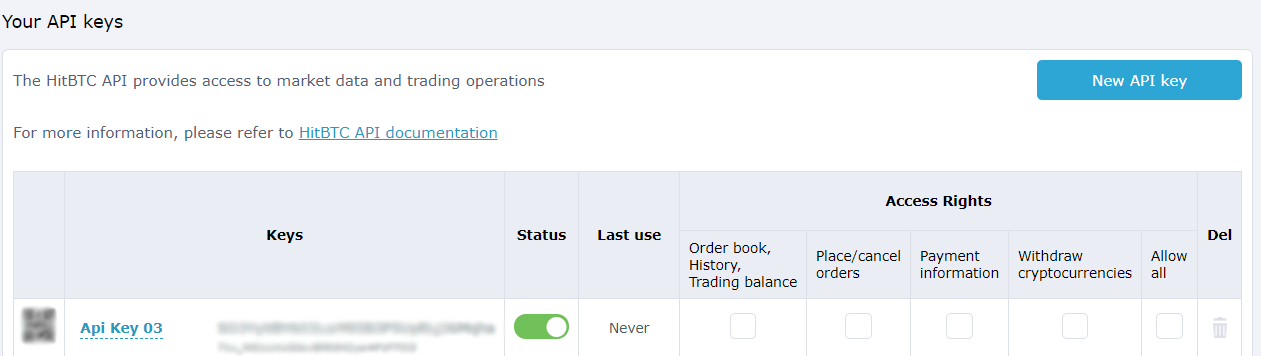 Your API keys
The HitBTC API provides access to market data and trading operations
New API key
For more information, please refer to HitBTC API documentation
Keys
Status
Last use
Access Rights
Del
Order book,
History,
Trading balance
Place/cancel
orders
Payment
information
Withdraw
cryptocurrencies
Allow
all
Api Key 03
Never